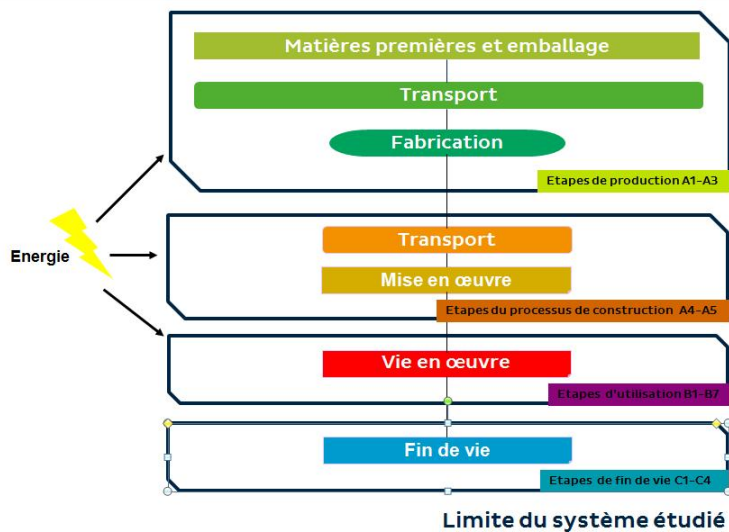 Matières premières et emballage
Transport
Fabrication
Etapes de production A1-A3
Energie
Transport
Mise en œuvre
Etapes du processus de construction A4-A5
Vie en œuvre
Etapes d'utilisation B1-B7
Fin de vie
Etapes de fin de vie C1-C4
Limite du système étudié